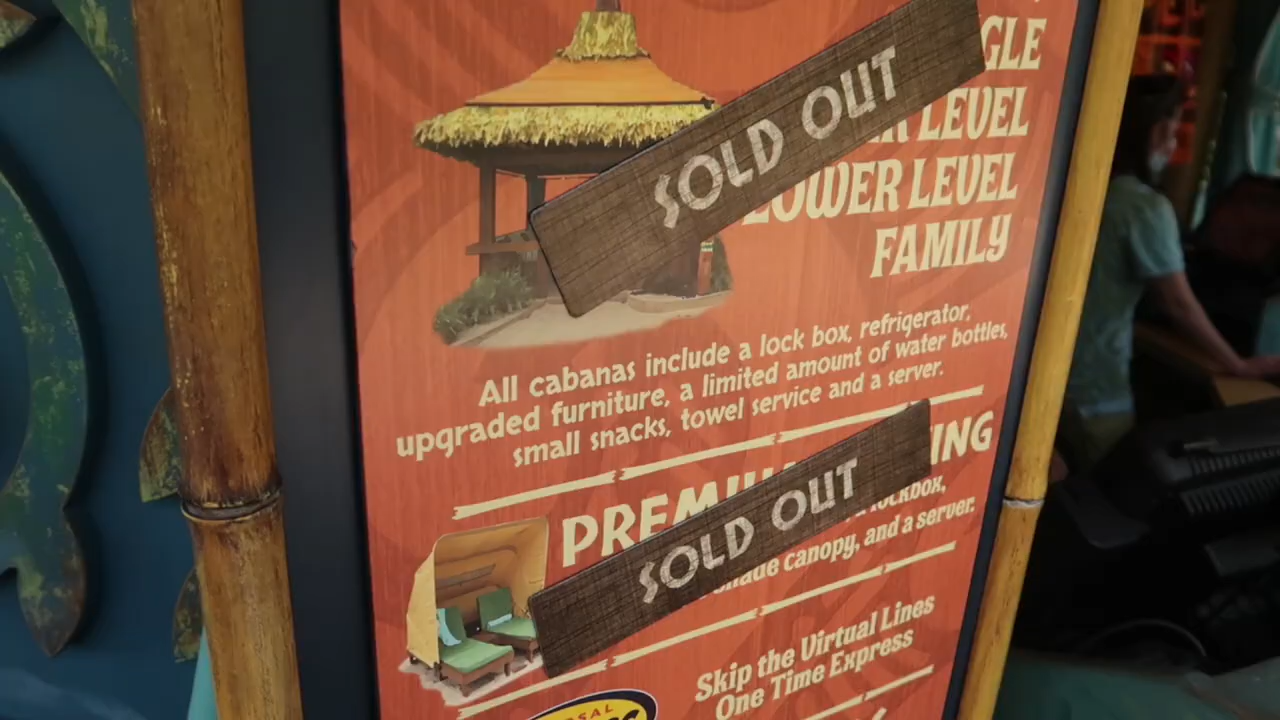 GLE
SOLD OUT
LEVEL
LOWER LEVEL
FAMILY
All cabanas include a lock box, refrigerator,
upgraded furniture, a limited amount of water bottles,
small snacks, towel service and a server.
SOLD OUT
ING
lockbox,
shade canopy, and a server.
Skip the Virtual Lines
One Time Express